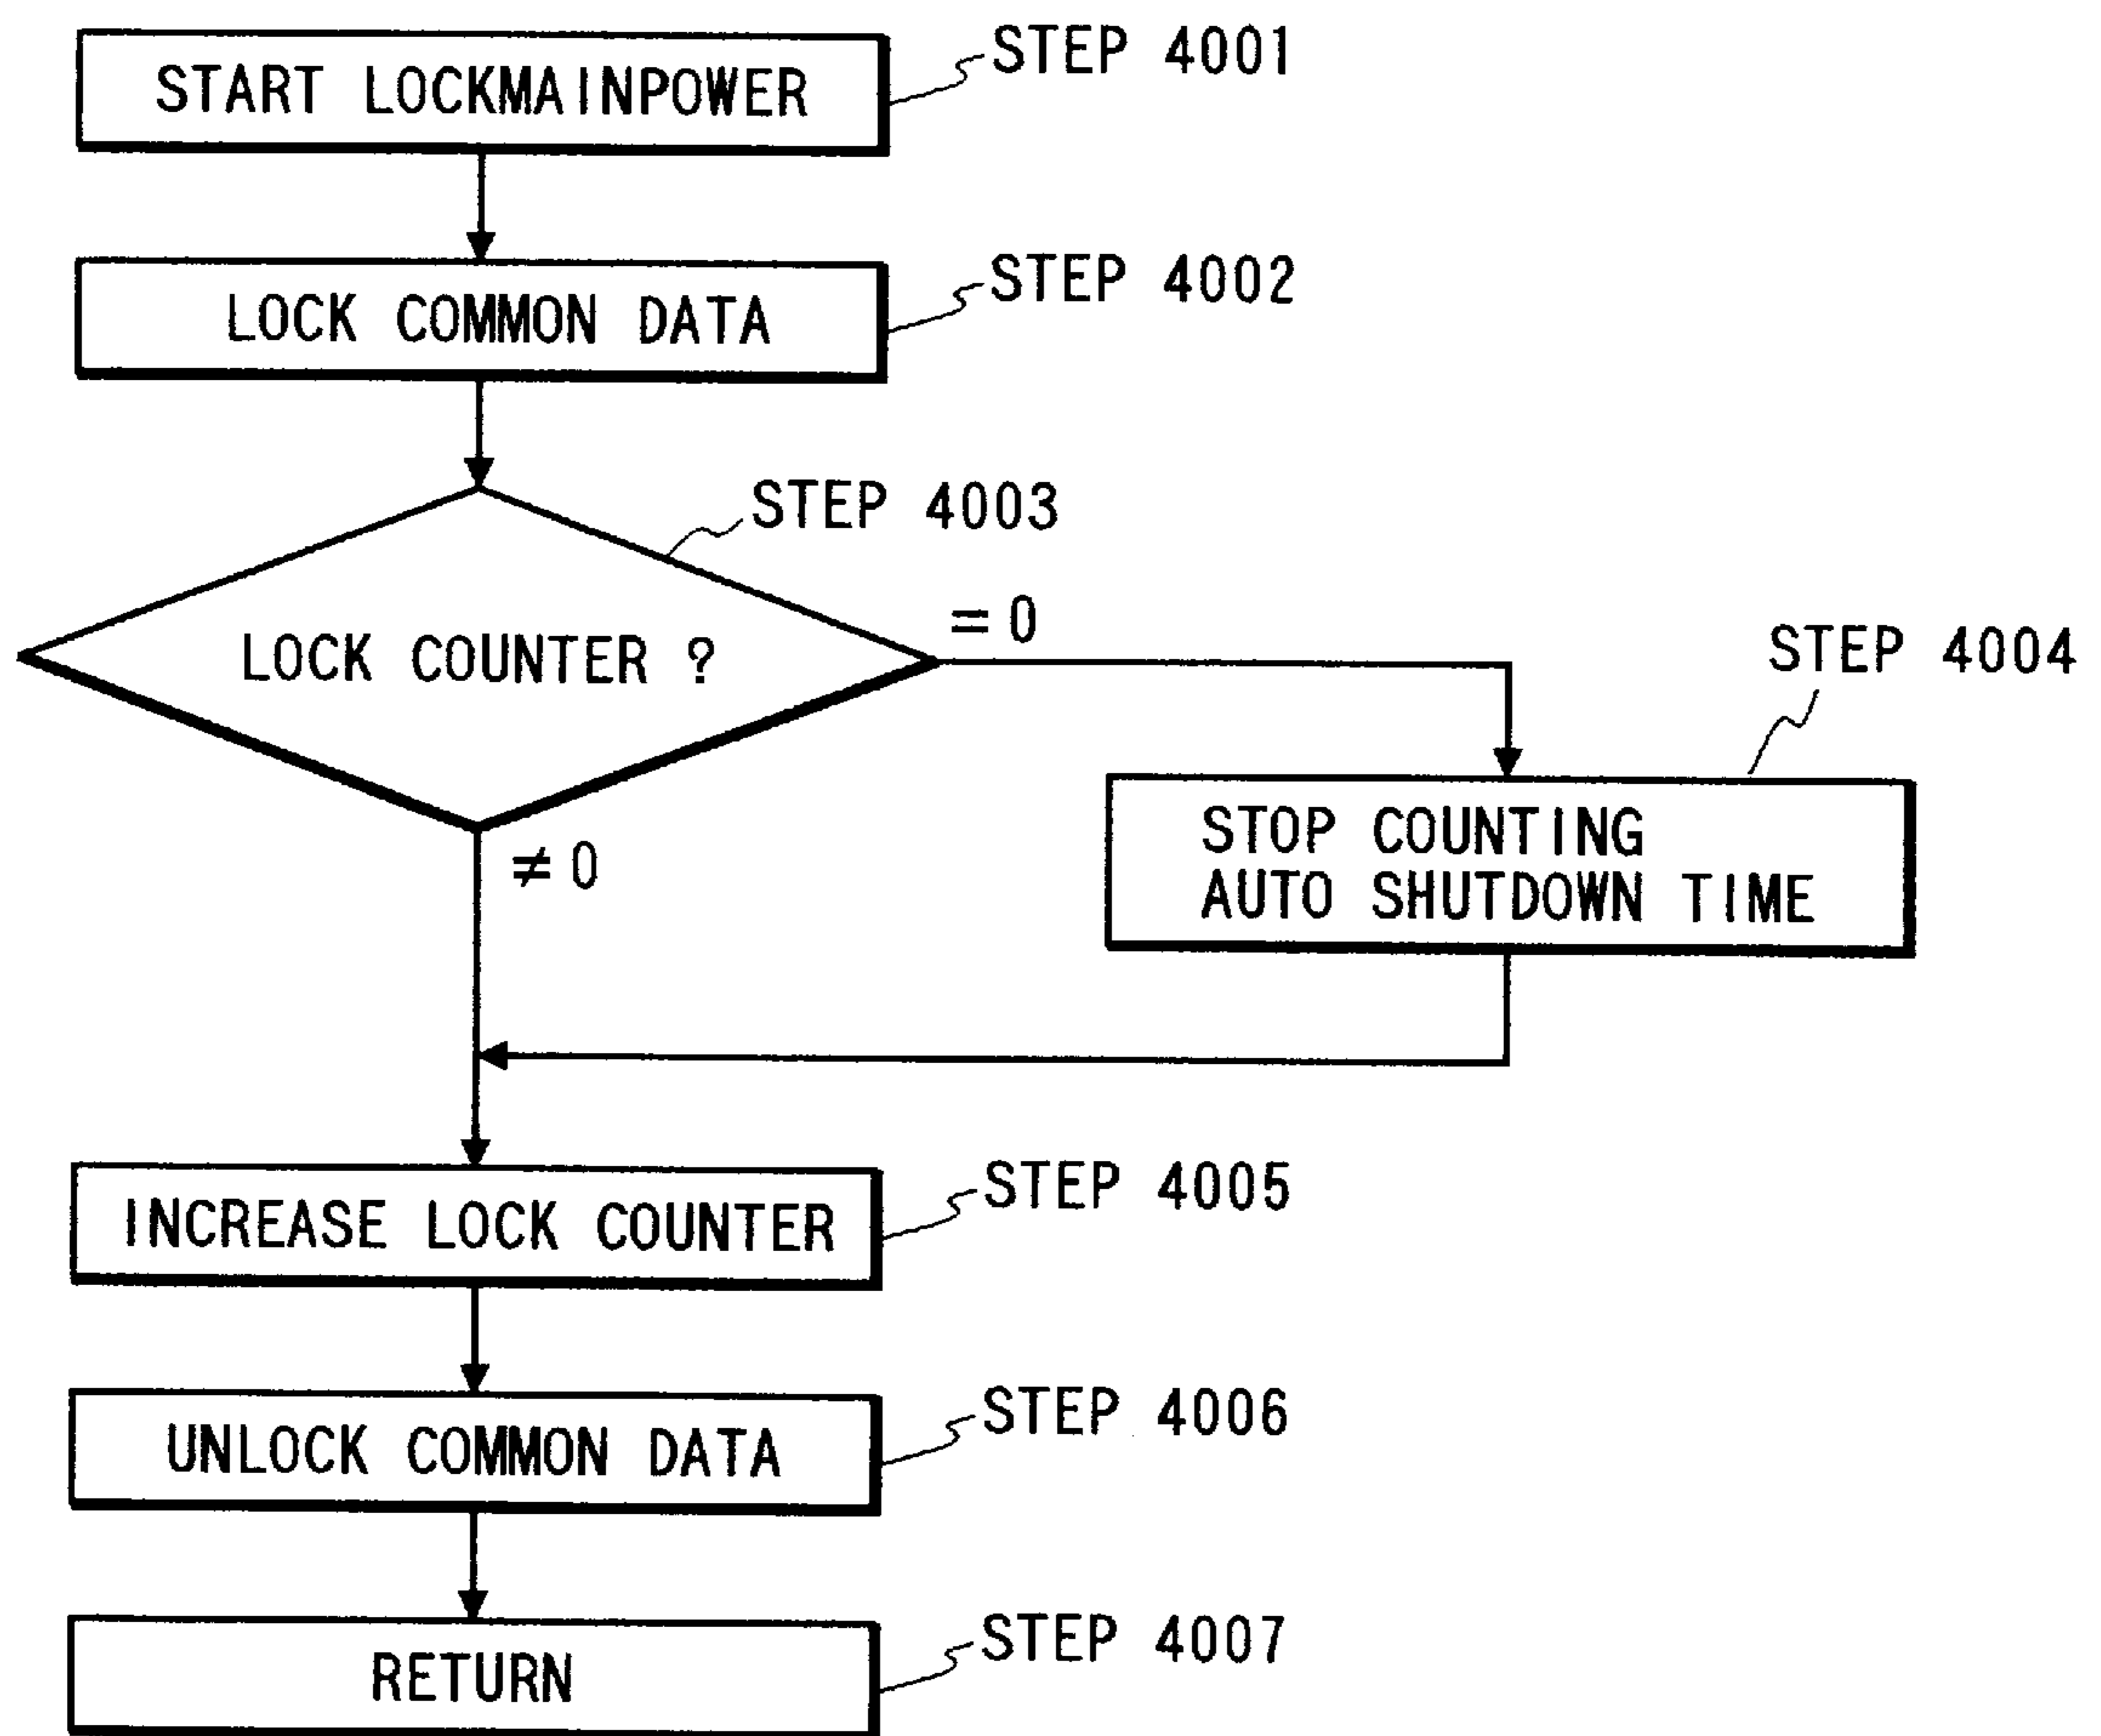 START LOCKMAINPOWER
STEP 4001
LOCK COMMON DATA
STEP 4002
STEP 4003
LOCK COUNTER ?
= 0
STEP 4004
STOP COUNTING
AUTO SHUTDOWN TIME
≠ 0
INCREASE LOCK COUNTER
STEP 4005
UNLOCK COMMON DATA
STEP 4006
RETURN
STEP 4007